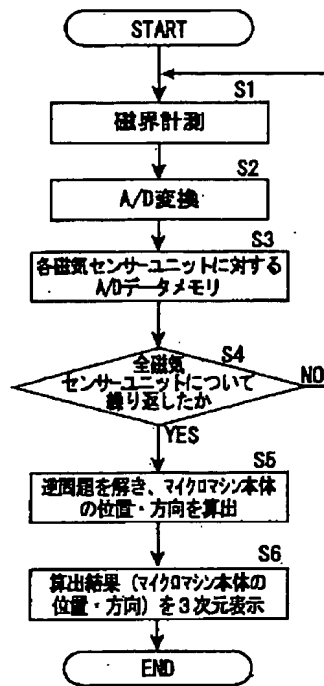 START
S1
磁界計測
S2
A/D変換
S3
各磁気センサーユニットに対する
A/Dデータメモリ
S4
全磁気
センサーユニットについて
繰り返したか
NO
YES
S5
逆問題を解き、マイクロマシン本体
の位置・方向を算出
S6
算出結果（マイクロマシン本体の
位置・方向）を3次元表示
END